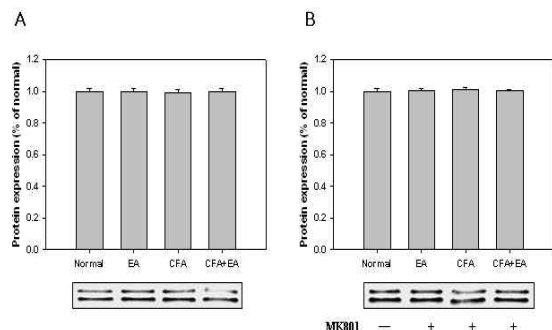 A
Protein expression (% of normal)
1.2
1.0
0.8
0.6
0.4
0.2
0.0
Normal EA CFA CFA+EA
B
Protein expression (% of normal)
1.2
1.0
0.8
0.6
0.4
0.2
0.0
Normal EA CFA CFA+EA
MK801 — + + +